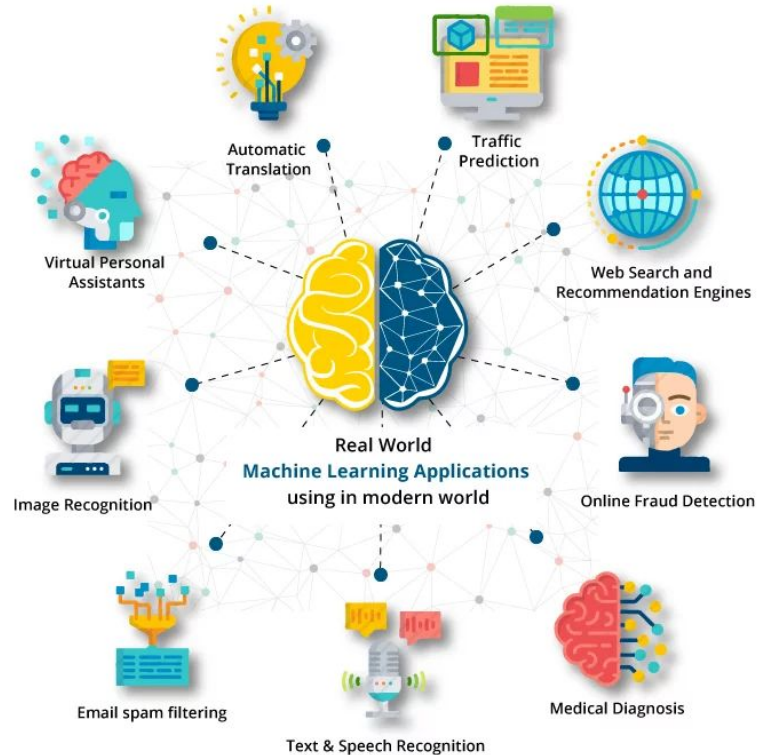 Automatic
Translation
Traffic
Prediction
Virtual Personal
Assistants
Web Search and
Recommendation Engines
Real World
Machine Learning Applications
using in modern world
Image Recognition
Online Fraud Detection
Email spam filtering
Text & Speech Recognition
Medical Diagnosis